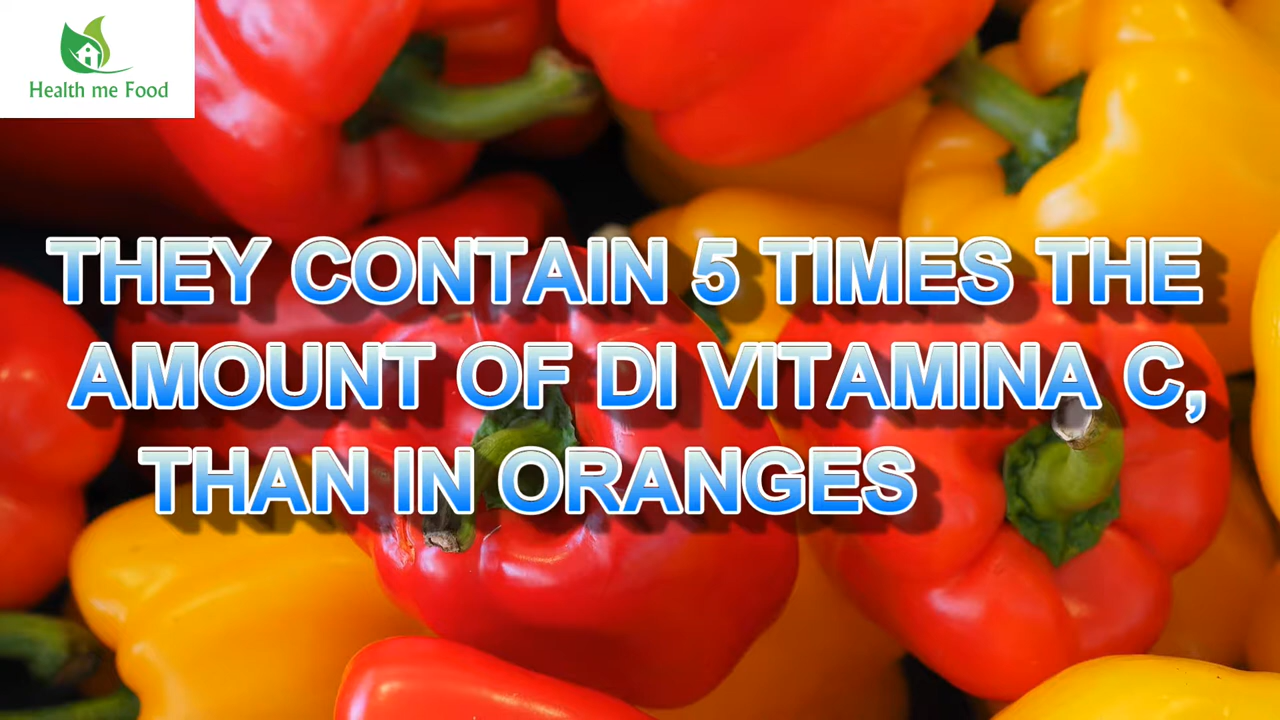 Health me Food
THEY CONTAIN 5 TIMES THE
AMOUNT OF DI VITAMINA C,
THAN IN ORANGES